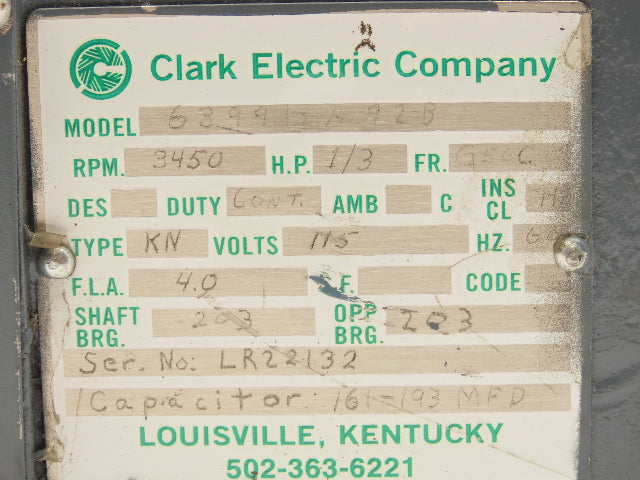 Clark Electric Company
MODEL
RPM. 3450 H.P. 1/3 FR. G56C
DES DUTY CONT. AMB C INS CL H
TYPE KN VOLTS 115 HZ. 60
F.L.A. 4.0 F. CODE
SHAFT BRG. 203 OPP BRG. 203
Ser. No: LR22132
1 Capacitor: 161-193 MFD
LOUISVILLE, KENTUCKY
502-363-6221